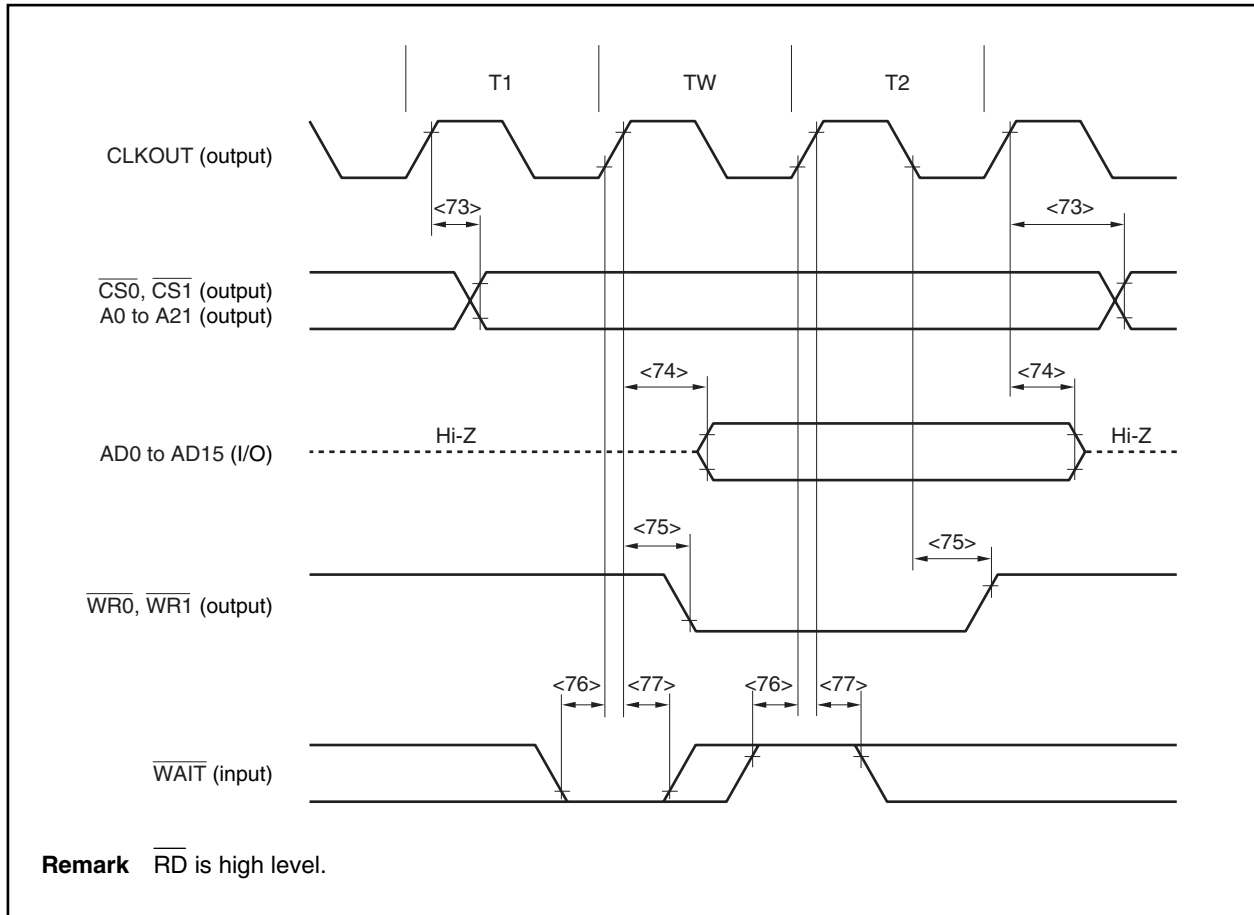 T1 TW T2
CLKOUT (output)
<73> <73>
CS0, CS1 (output)
A0 to A21 (output)
<74> <74>
Hi-Z Hi-Z
AD0 to AD15 (I/O)
<75>
<75>
WR0, WR1 (output)
<76> <77> <76> <77>
WAIT (input)
Remark RD is high level.